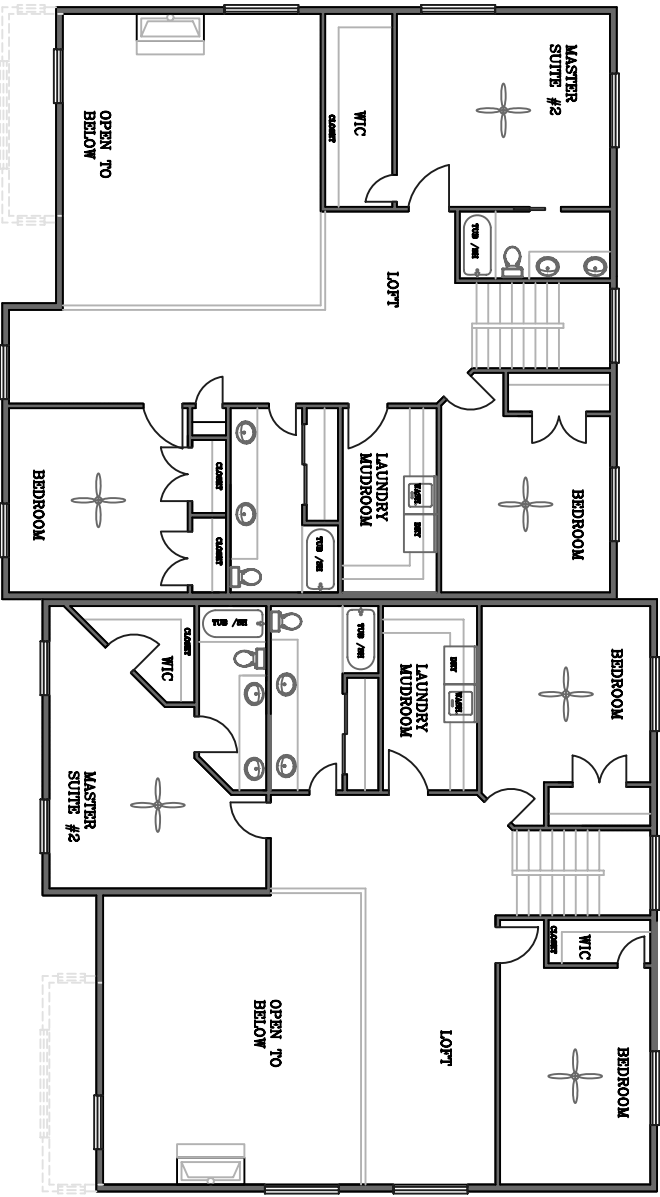 MASTER
SUITE #2
WIC
CLOSET
OPEN TO
BELOW
TUB /SH
LOFT
BEDROOM
CLOSET
CLOSET
LAUNDRY
MUDROOM
WASH
DRY
TUB /SH
BEDROOM
CLOSET
WIC
TUB /SH
TUB /SH
LAUNDRY
MUDROOM
DRY
WASH
BEDROOM
MASTER
SUITE #2
CLOSET
WIC
OPEN TO
BELOW
LOFT
BEDROOM